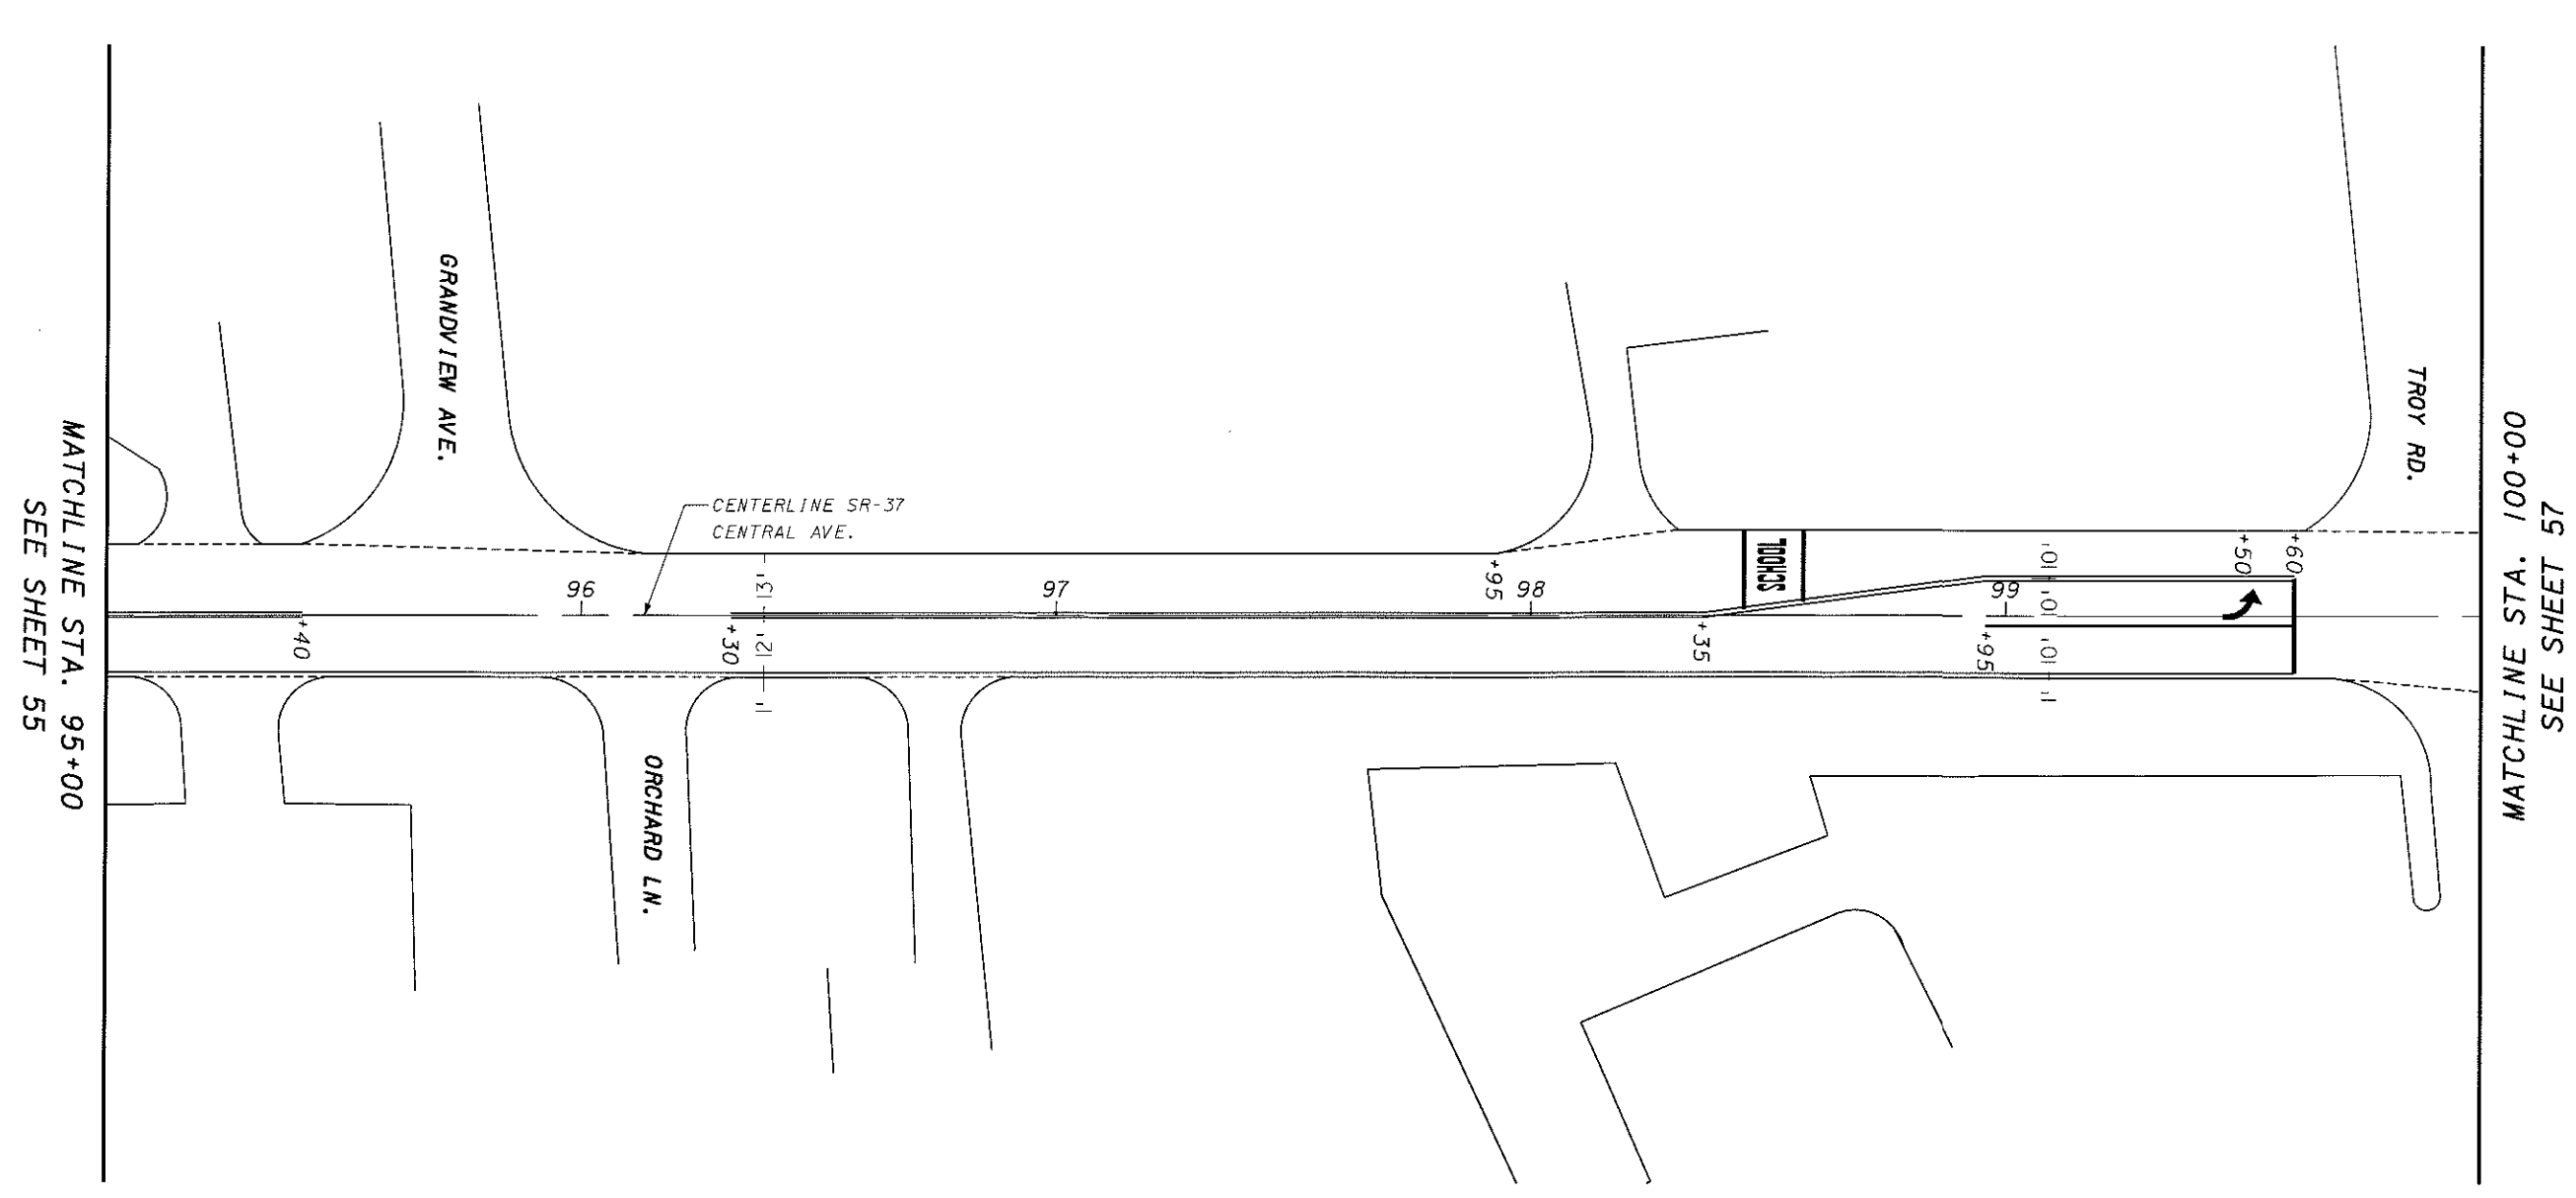 GRANDVIEW AVE.
TROY RD.
MATCHLINE STA. 95+00
SEE SHEET 55
MATCHLINE STA. 100+00
SEE SHEET 57
CENTERLINE SR-37
CENTRAL AVE.
SCHOOL
96
97
98
99
+40
+30
+95
+35
+95
+50
+60
13'
12'
1'
10'
10'
10'
1'
ORCHARD LN.